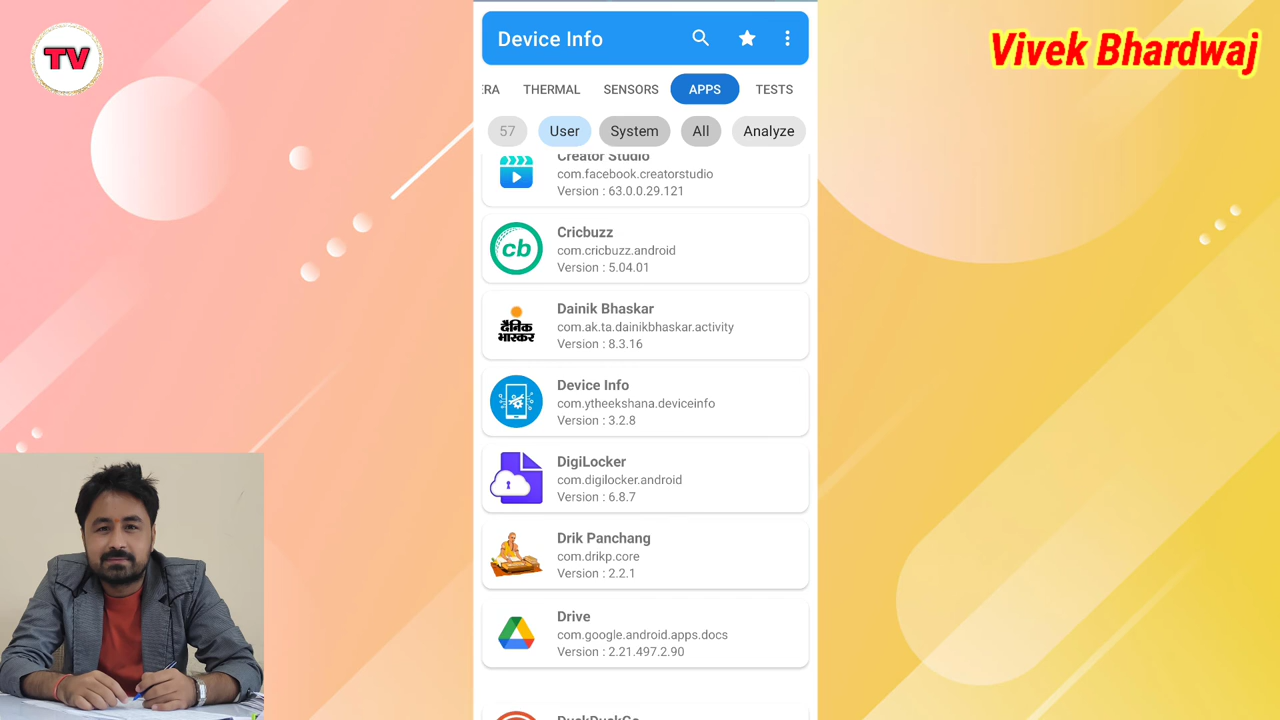 TV
Vivek Bhardwaj
Device Info
ERA THERMAL SENSORS APPS TESTS
57 User System All Analyze
Creator Studio
com.facebook.creatorstudio
Version : 63.0.0.29.121
cb
Cricbuzz
com.cricbuzz.android
Version : 5.04.01
दैनिक
भास्कर
Dainik Bhaskar
com.ak.ta.dainikbhaskar.activity
Version : 8.3.16
Device Info
com.ytheekshana.deviceinfo
Version : 3.2.8
DigiLocker
com.digilocker.android
Version : 6.8.7
Drik Panchang
com.drikp.core
Version : 2.2.1
Drive
com.google.android.apps.docs
Version : 2.21.497.2.90
DuckDuckGo